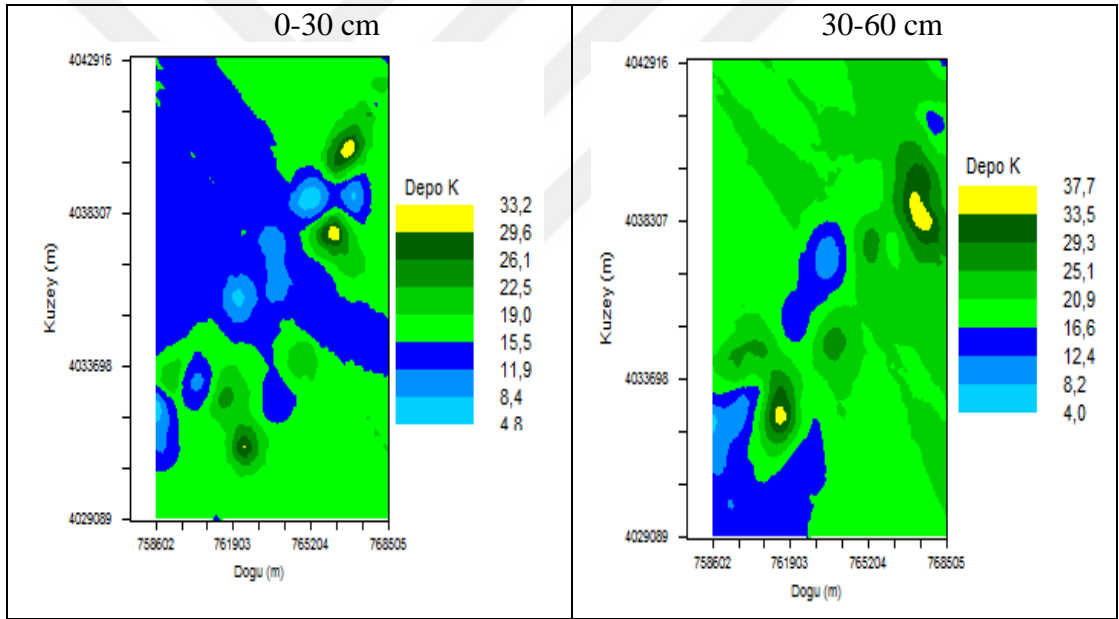 0-30 cm
30-60 cm
4042916
4038307
4033698
4029089
Kuzey (m)
758602 761903 765204 768505
Dogu (m)
Depo K
33,2
29,6
26,1
22,5
19,0
15,5
11,9
8,4
4 8
4042916
4038307
4033698
4029089
Kuzey (m)
758602 761903 765204 768505
Dogu (m)
Depo K
37,7
33,5
29,3
25,1
20,9
16,6
12,4
8,2
4,0